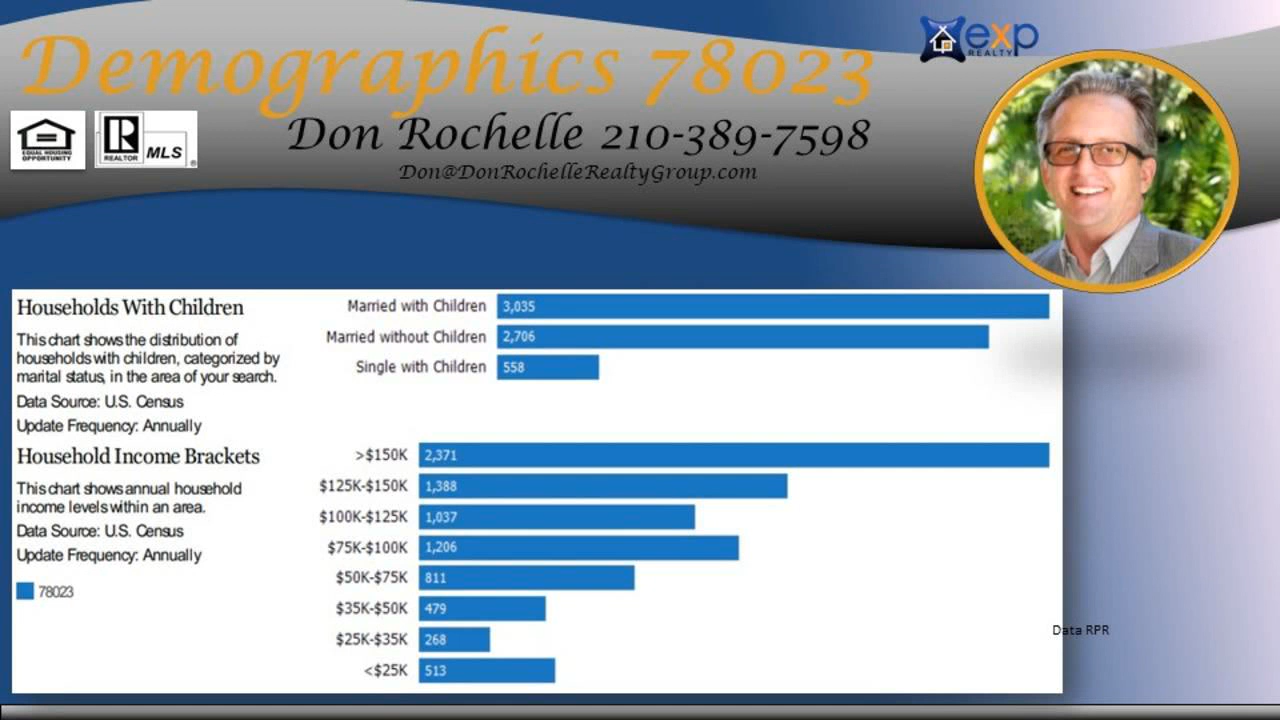 Demographics 78023
exp
REALTY
EQUAL HOUSING
OPPORTUNITY
R
REALTOR
MLS
®
Don Rochelle 210-389-7598
Don@DonRochelleRealtyGroup.com
Households With Children
This chart shows the distribution of
households with children, categorized by
marital status, in the area of your search.
Data Source: U.S. Census
Update Frequency: Annually
Married with Children 3,035
Married without Children 2,706
Single with Children 558
Household Income Brackets
This chart shows annual household
income levels within an area.
Data Source: U.S. Census
Update Frequency: Annually
78023
>$150K 2,371
$125K-$150K 1,388
$100K-$125K 1,037
$75K-$100K 1,206
$50K-$75K 811
$35K-$50K 479
$25K-$35K 268
<$25K 513
Data RPR